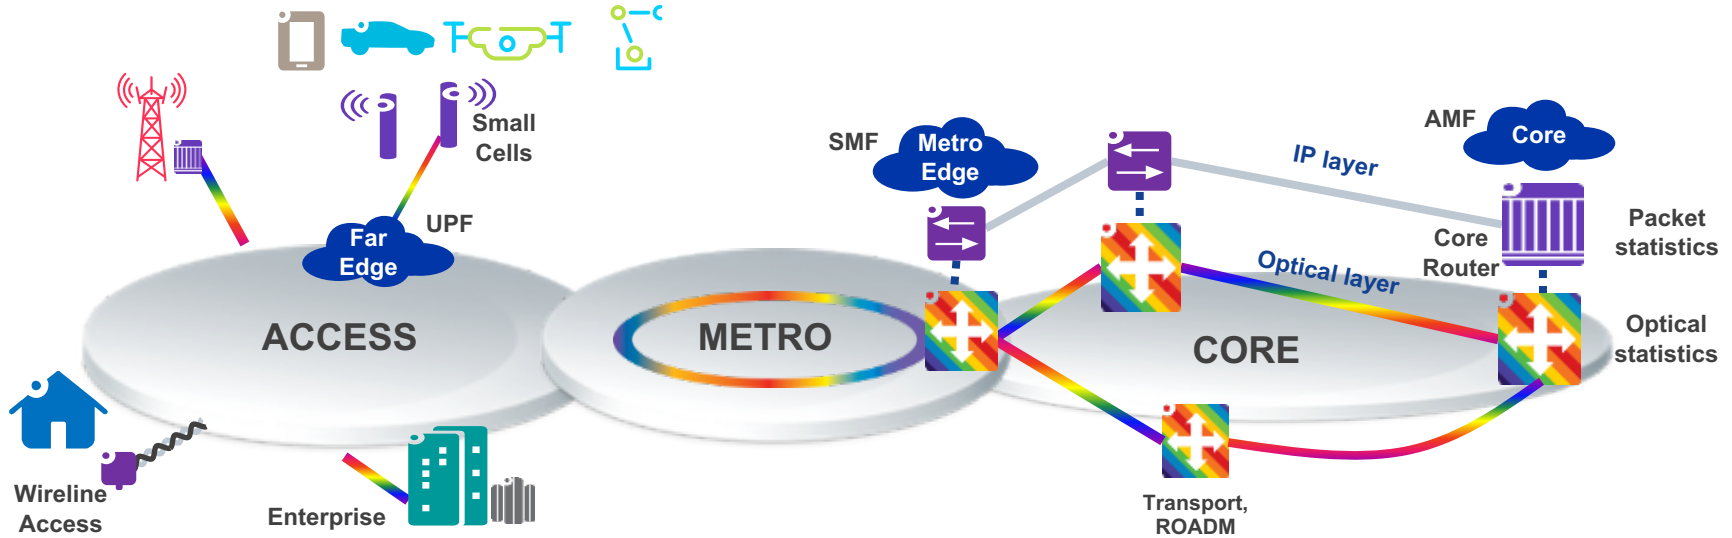 Small
Cells
UPF
Far
Edge
ACCESS
Wireline
Access
Enterprise
METRO
SMF
Metro
Edge
IP layer
Optical layer
AMF
Core
Core
Router
Packet
statistics
Optical
statistics
CORE
Transport,
ROADM